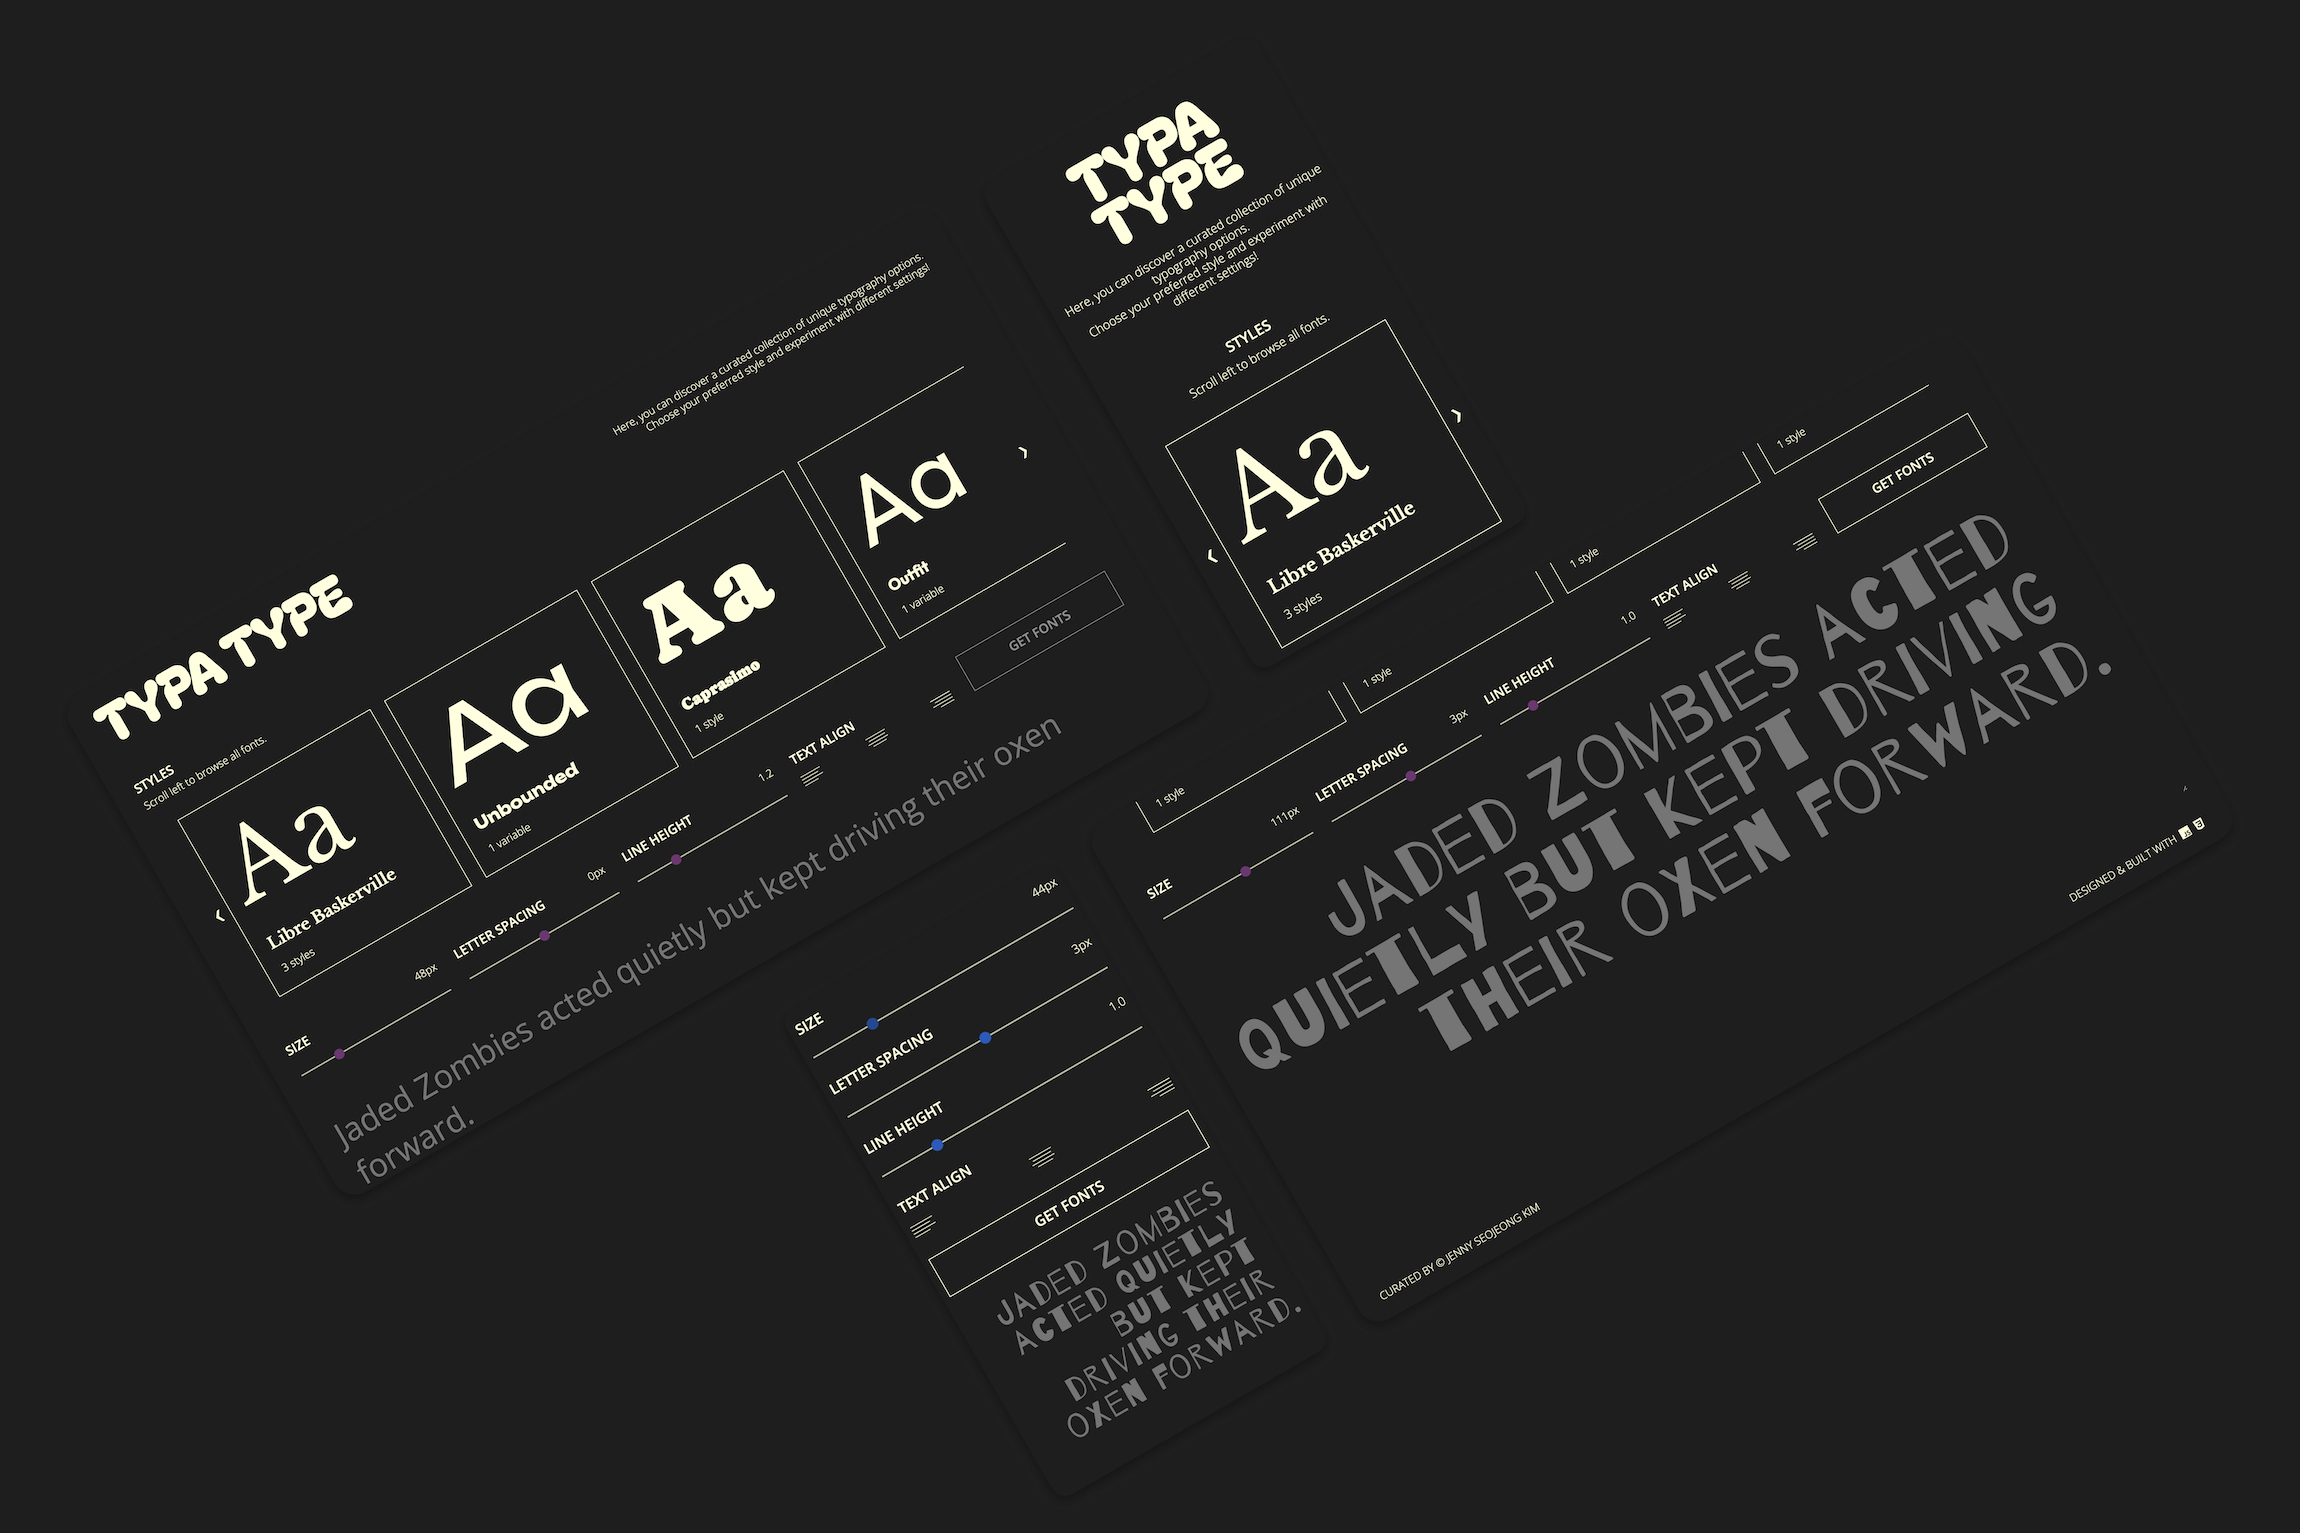 TYPA TYPE
Here, you can discover a curated collection of unique typography options.
Choose your preferred style and experiment with different settings!
STYLES
Scroll left to browse all fonts.
Aa
Libre Baskerville
3 styles
Aa
Unbounded
1 variable
Aa
Caprasimo
1 style
Aa
Outfit
1 variable
SIZE
48px
LETTER SPACING
0px
LINE HEIGHT
1.2
TEXT ALIGN
GET FONTS
Jaded Zombies acted quietly but kept driving their oxen
forward.
TYPA
TYPE
Here, you can discover a curated collection of unique
typography options.
Choose your preferred style and experiment with
different settings!
STYLES
Scroll left to browse all fonts.
Aa
Libre Baskerville
3 styles
SIZE
44px
LETTER SPACING
3px
LINE HEIGHT
1.0
TEXT ALIGN
GET FONTS
JADED ZOMBIES
ACTED QUIETLY
BUT KEPT
DRIVING THEIR
OXEN FORWARD.
1 style
1 style
1 style
1 style
SIZE
111px
LETTER SPACING
3px
LINE HEIGHT
1.0
TEXT ALIGN
GET FONTS
JADED ZOMBIES ACTED
QUIETLY BUT KEPT DRIVING
THEIR OXEN FORWARD.
CURATED BY © JENNY SEOJEONG KIM
DESIGNED & BUILT WITH JS 3